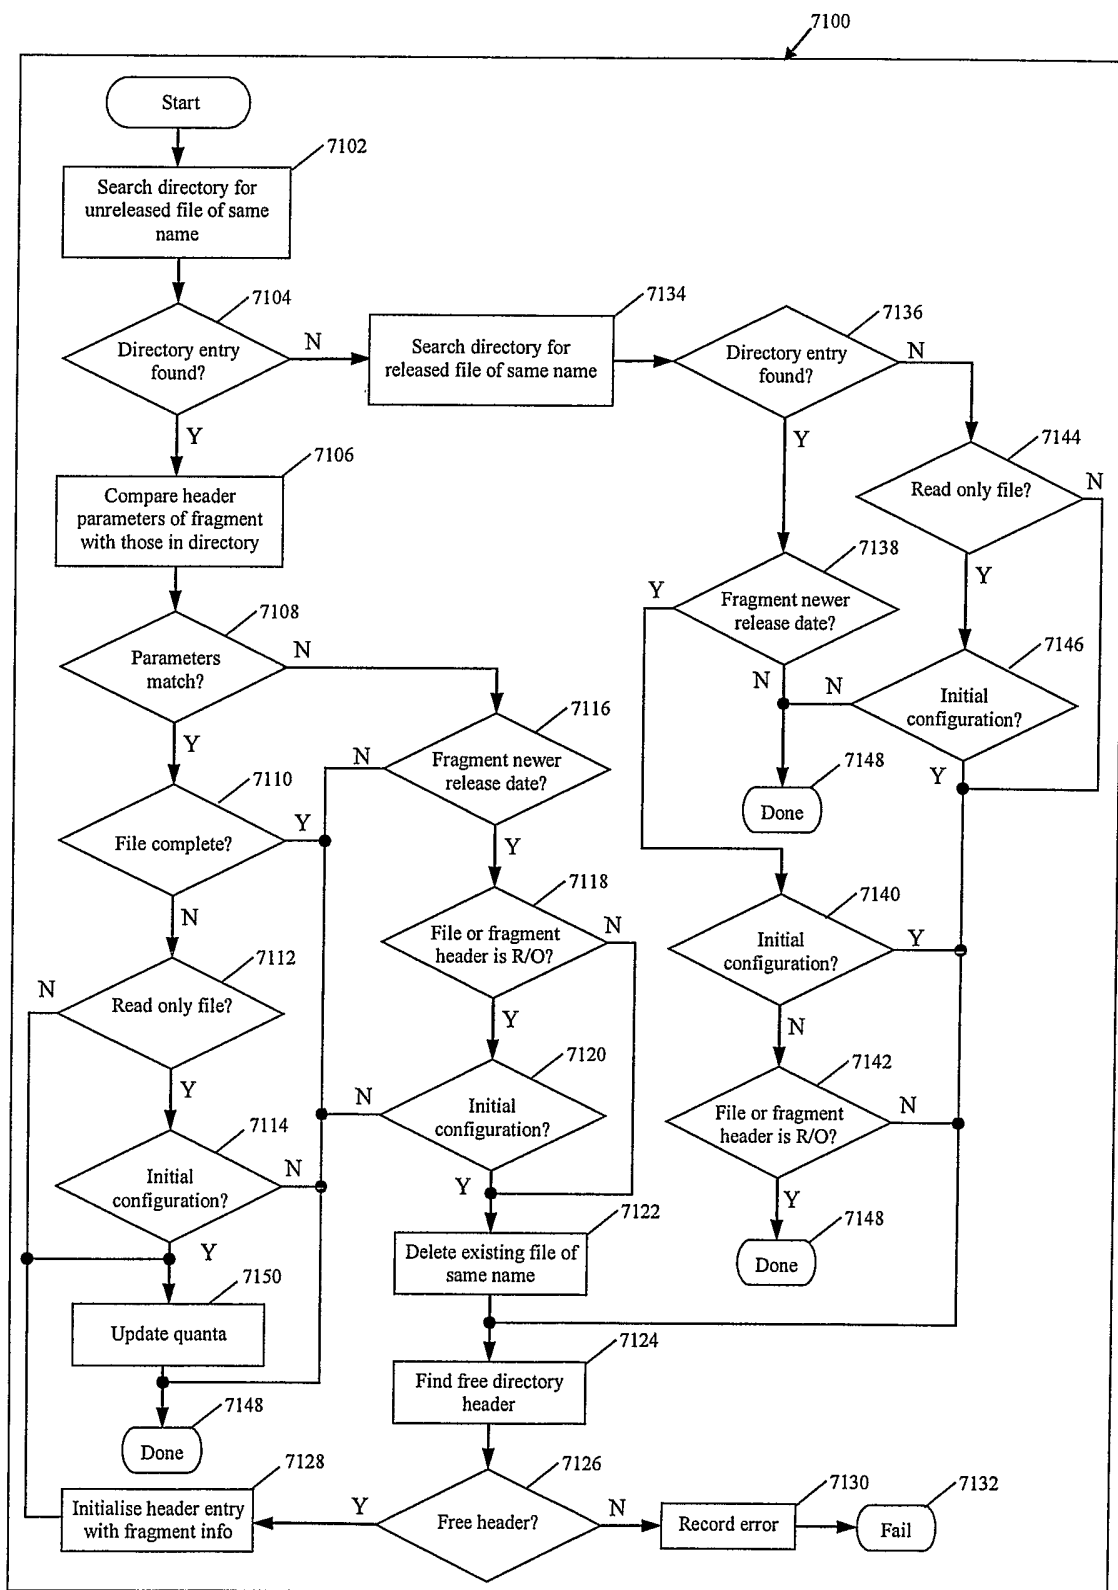 7100
Start
7102
Search directory for
unreleased file of same
name
7104
Directory entry
found?
N
Y
7134
Search directory for
released file of same name
7136
Directory entry
found?
N
Y
7106
Compare header
parameters of fragment
with those in directory
7144
Read only file?
N
Y
7138
Fragment newer
release date?
Y
N
7108
Parameters
match?
N
Y
7146
Initial
configuration?
N
Y
7116
Fragment newer
release date?
N
Y
7148
Done
7110
File complete?
Y
N
7118
File or fragment
header is R/O?
N
Y
7140
Initial
configuration?
Y
N
7112
Read only file?
N
Y
7120
Initial
configuration?
N
Y
7142
File or fragment
header is R/O?
N
Y
7114
Initial
configuration?
N
Y
7122
Delete existing file of
same name
7148
Done
7150
Update quanta
7124
Find free directory
header
7148
Done
7128
Initialise header entry
with fragment info
7126
Free header?
Y
N
7130
Record error
7132
Fail